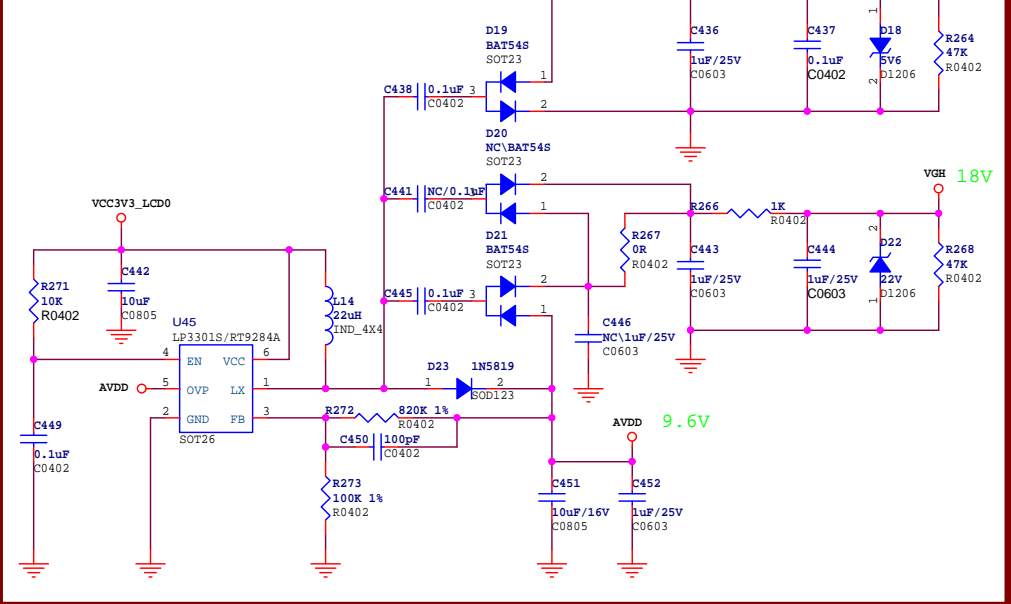 D19
BAT54S
SOT23
1
2
3
C438
0.1uF
C0402
C436
1uF/25V
C0603
C437
0.1uF
C0402
1
D18
5V6
D1206
2
R264
47K
R0402
D20
NC\BAT54S
SOT23
2
1
C441
NC/0.1uF
C0402
D21
BAT54S
SOT23
2
1
3
C445
0.1uF
C0402
R266
1K
R0402
R267
0R
R0402
C443
1uF/25V
C0603
C444
1uF/25V
C0603
2
D22
22V
D1206
1
R268
47K
R0402
VGH
18V
C446
NC\1uF/25V
C0603
VCC3V3_LCD0
R271
10K
R0402
C442
10uF
C0805
L14
22uH
IND_4X4
U45
LP3301S/RT9284A
4
EN
VCC
6
AVDD
5
OVP
LX
1
2
GND
FB
3
SOT26
D23
1N5819
1
2
SOD123
R272
820K 1%
R0402
C450
100pF
C0402
R273
100K 1%
R0402
C449
0.1uF
C0402
AVDD
9.6V
C451
10uF/16V
C0805
C452
1uF/25V
C0603